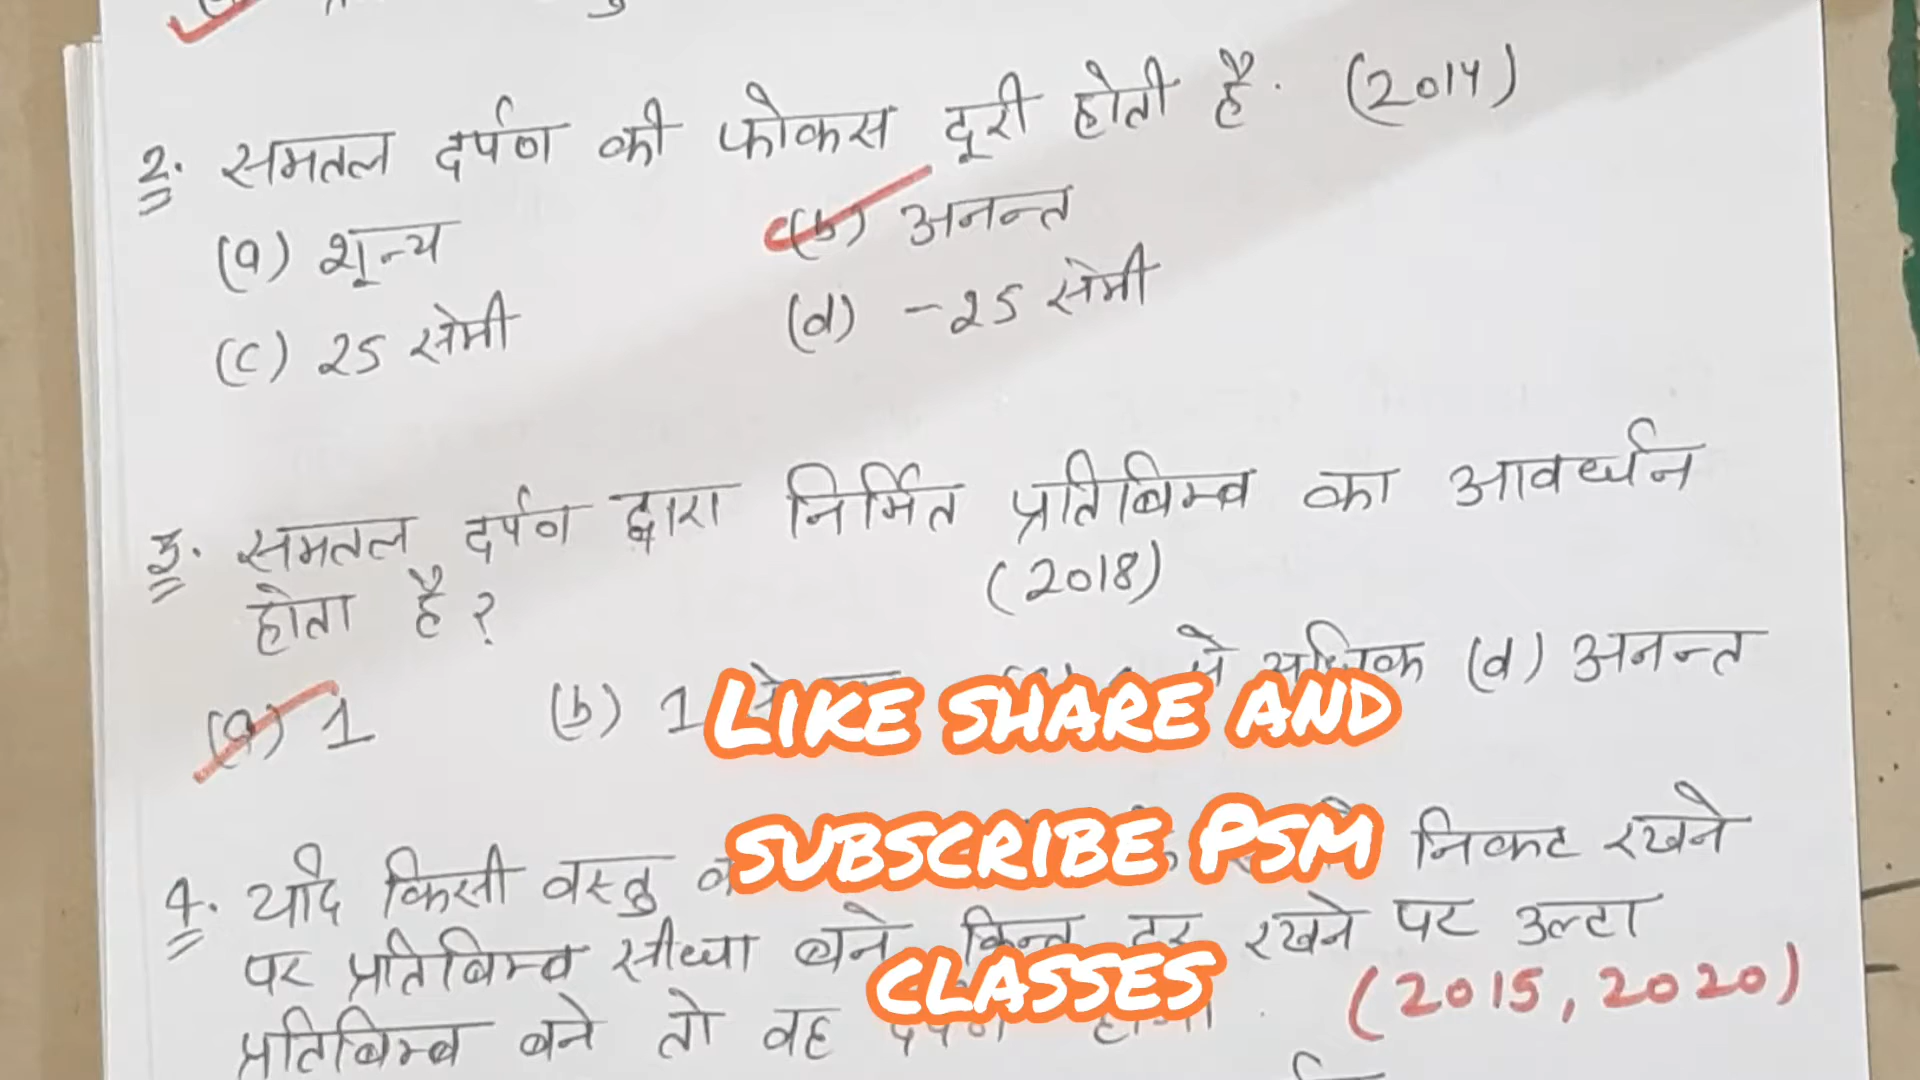 2. समतल दर्पण की फोकस दूरी होती है. (2014)
(a) शून्य (b) अनन्त
(c) 25 सेमी (d) -25 सेमी
3. समतल दर्पण द्वारा निर्मित प्रतिबिम्ब का आवर्धन
होता है? (2018)
(a) 1 (b) 1 (d) अनन्त
LIKE SHARE AND
SUBSCRIBE PSM
CLASSES
4. यदि किसी वस्तु निकट रखने
पर प्रतिबिम्ब सीधा बने रखने पर उल्टा
प्रतिबिम्ब बने तो वह (2015, 2020)